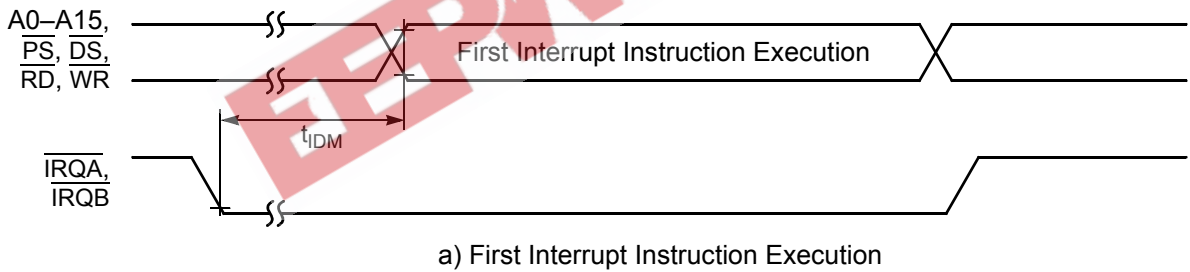 A0–A15,
PS, DS,
RD, WR
First Interrupt Instruction Execution
tIDM
IRQA,
IRQB
a) First Interrupt Instruction Execution